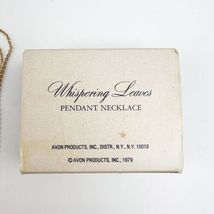 Whispering Leaves
PENDANT NECKLACE
AVON PRODUCTS, INC., DISTR., N.Y., N.Y. 10019
© AVON PRODUCTS, INC., 1979